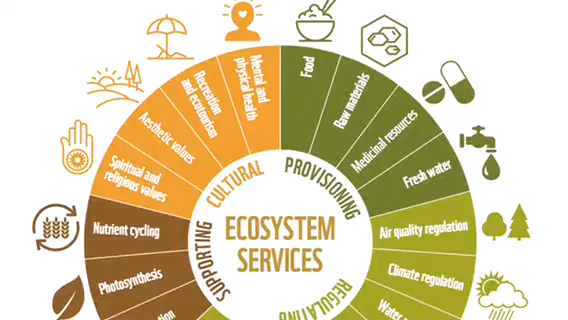 Mental and
physical health
Food
Recreation
and ecotourism
Raw materials
Aesthetic values
Medicinal resources
Spiritual and
religious values
Fresh water
CULTURAL
PROVISIONING
Nutrient cycling
Air quality regulation
ECOSYSTEM
SERVICES
SUPPORTING
REGULATING
Photosynthesis
Climate regulation